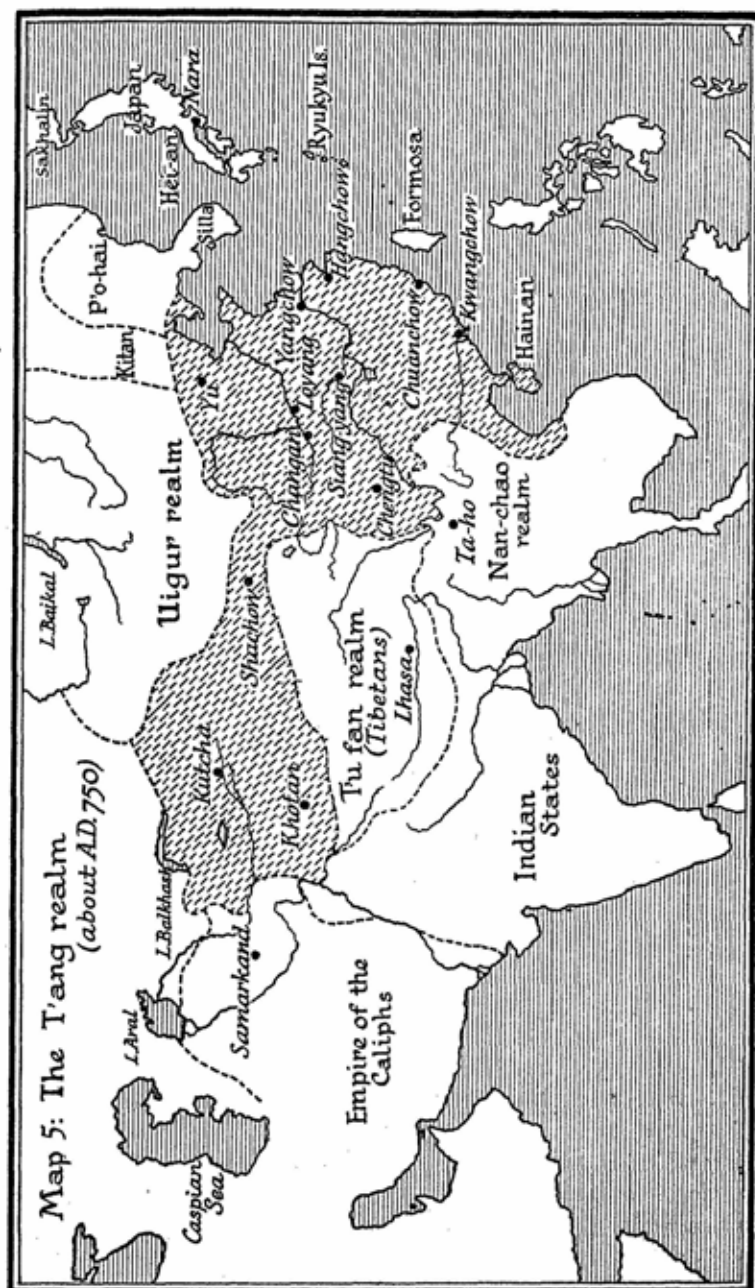 Map 5: The T'ang realm
(about A.D. 750)
Caspian
Sea
L.Aral
L.Balkhash
L.Baikal
Sakhalin
Samarkand
Kutcha
Khotan
Shachow
Uigur realm
Kitan
P'o-hai
Silla
Japan
Hei-an
Nara
Ryukyu Is.
Yu
Changan
Loyang
Yangchow
Hangchow
Siangyang
Chengtu
Chuanchow
Formosa
Kwangchow
Hainan
Tu fan realm
(Tibetans)
Lhasa
Ta-ho
Nan-chao
realm
Indian
States
Empire of the
Caliphs